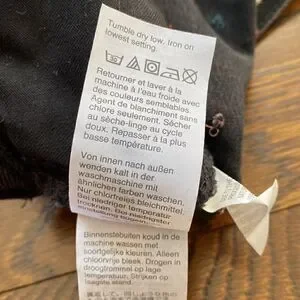 Tumble dry low. Iron on
lowest setting.
Retourner et laver à la
machine à l'eau froide avec
des couleurs semblables.
Agent de blanchiment sans
chlore seulement. Sécher
au sèche-linge au cycle
doux. Repasser à la plus
basse température.
Von innen nach außen
wenden kalt in der
waschmaschine mit
ähnlichen farben waschen.
Nur chlorfreies bleichmittel.
Bei niedriger temperatur
trocknen. Bei niedrigster
Binnenstebuiten koud in de
machine wassen met
soortgelijke kleuren. Alleen
chloorvrije bleek. Drogen in
droogtrommel op lage
temperatuur. Strijken op
laagste stand.